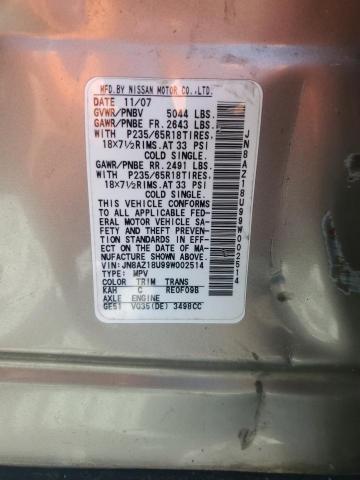 MFD.BY NISSAN MOTOR CO.,LTD.
DATE 11/07
GVWR/PNBV 5044 LBS.
GAWR/PNBE FR. 2643 LBS.
WITH P235/65R18TIRES.
18X7½RIMS.AT 33 PSI
COLD SINGLE.
GAWR/PNBE RR. 2491 LBS.
WITH P235/65R18TIRES.
18X7½RIMS.AT 33 PSI
COLD SINGLE.
THIS VEHICLE CONFORMS
TO ALL APPLICABLE FED-
ERAL MOTOR VEHICLE SA-
FETY AND THEFT PREVEN-
TION STANDARDS IN EFF-
ECT ON THE DATE OF MA-
NUFACTURE SHOWN ABOVE.
VIN:JN8AZ18U99W002514
TYPE: MPV
COLOR TRIM TRANS
KAH C RE0F09B
AXLE ENGINE
GE51 VQ35(DE) 3498CC
JN8AZ18U99W002514